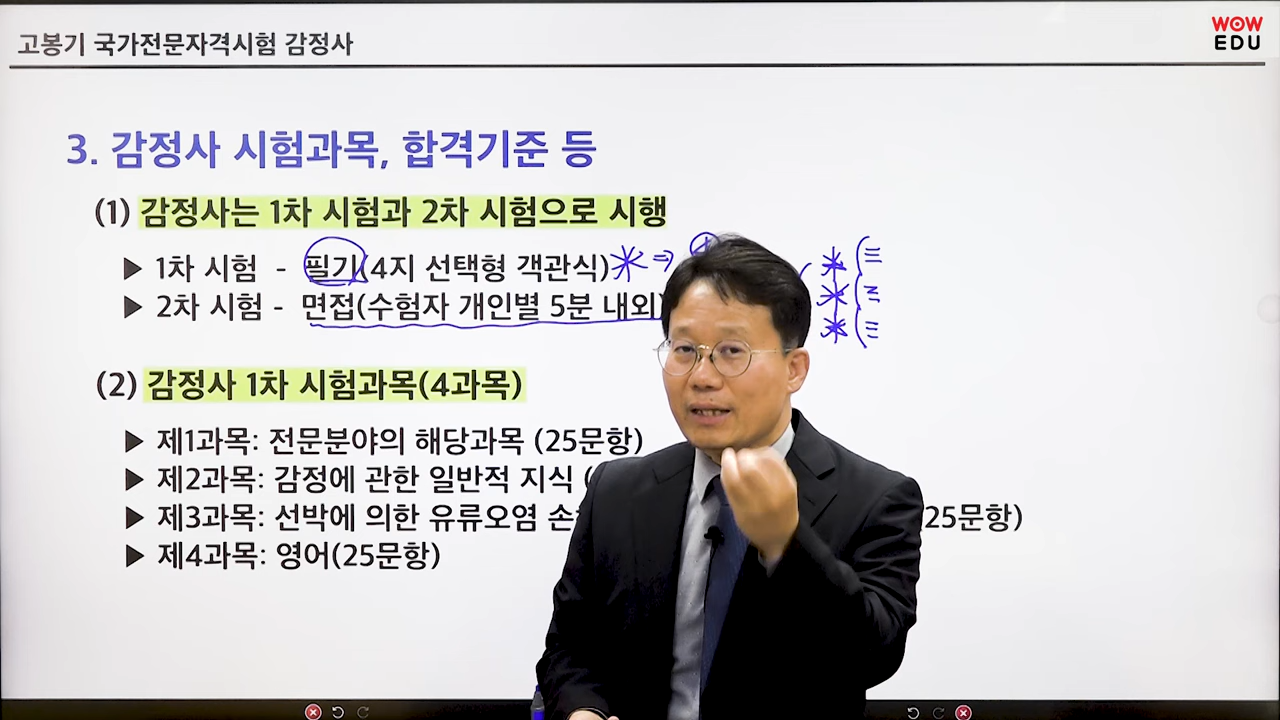 고봉기 국가전문자격시험 감정사
WOW
EDU
3. 감정사 시험과목, 합격기준 등
(1) 감정사는 1차 시험과 2차 시험으로 시행
▶ 1차 시험 - 필기(4지 선택형 객관식)
▶ 2차 시험 - 면접(수험자 개인별 5분 내외)
(2) 감정사 1차 시험과목(4과목)
▶ 제1과목: 전문분야의 해당과목 (25문항)
▶ 제2과목: 감정에 관한 일반적 지식 (
▶ 제3과목: 선박에 의한 유류오염 25문항)
▶ 제4과목: 영어(25문항)